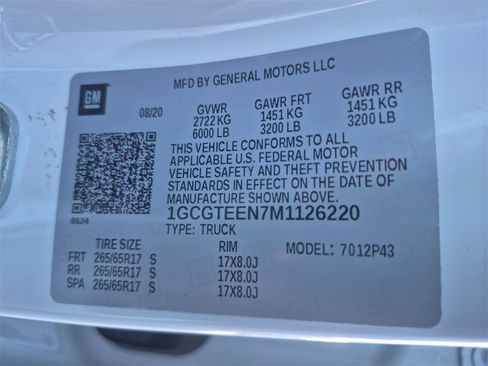 GM
MFD BY GENERAL MOTORS LLC
08/20 GVWR GAWR FRT GAWR RR
2722 KG 1451 KG 1451 KG
6000 LB 3200 LB 3200 LB
THIS VEHICLE CONFORMS TO ALL
APPLICABLE U.S. FEDERAL MOTOR
VEHICLE SAFETY AND THEFT PREVENTION
STANDARDS IN EFFECT ON THE DATE OF
MANUFACTURE SHOWN ABOVE.
8624
1GCGTEEN7M1126220
TYPE: TRUCK
TIRE SIZE RIM MODEL: 7012P43
FRT 265/65R17 S 17X8.0J
RR 265/65R17 S 17X8.0J
SPA 265/65R17 S 17X8.0J